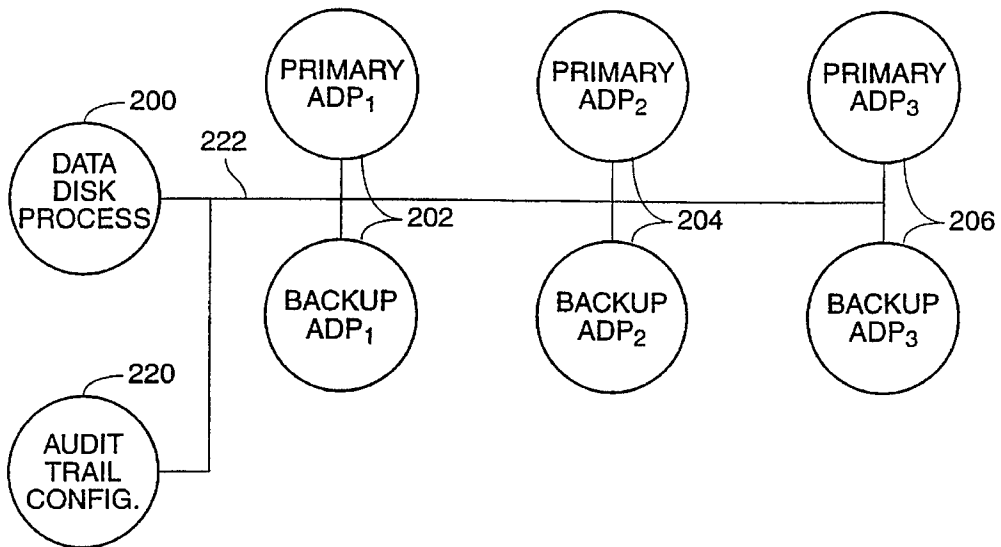 PRIMARY
ADP₁
PRIMARY
ADP₂
PRIMARY
ADP₃
200
DATA
DISK
PROCESS
222
202
204
206
BACKUP
ADP₁
BACKUP
ADP₂
BACKUP
ADP₃
220
AUDIT
TRAIL
CONFIG.